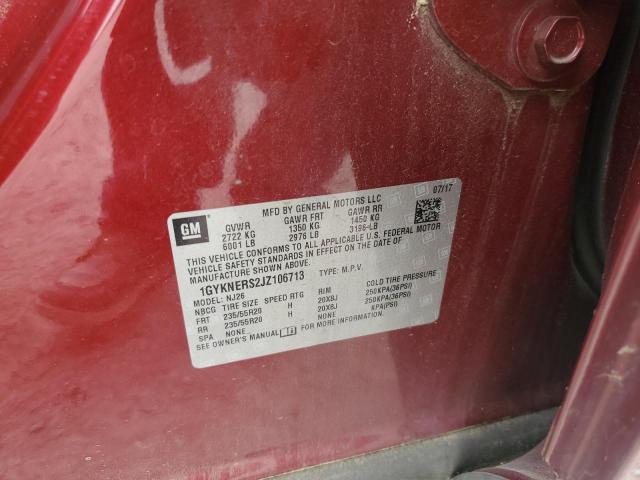 GM
MFD BY GENERAL MOTORS LLC 07/17
GVWR GAWR FRT GAWR RR
2722 KG 1350 KG 1450 KG
6001 LB 2976 LB 3196 LB
THIS VEHICLE CONFORMS TO ALL APPLICABLE U.S. FEDERAL MOTOR
VEHICLE SAFETY STANDARDS IN EFFECT ON THE DATE OF
MANUFACTURE SHOWN ABOVE.
1GYKNERS2JZ106713 TYPE: M.P.V.
MODEL: NJ26
NBCG TIRE SIZE SPEED RTG RIM COLD TIRE PRESSURE
FRT 235/55R20 H 20X8J 250KPA(36PSI)
RR 235/55R20 H 20X8J 250KPA(36PSI)
SPA NONE NONE KPA(PSI)
SEE OWNER'S MANUAL FOR MORE INFORMATION.